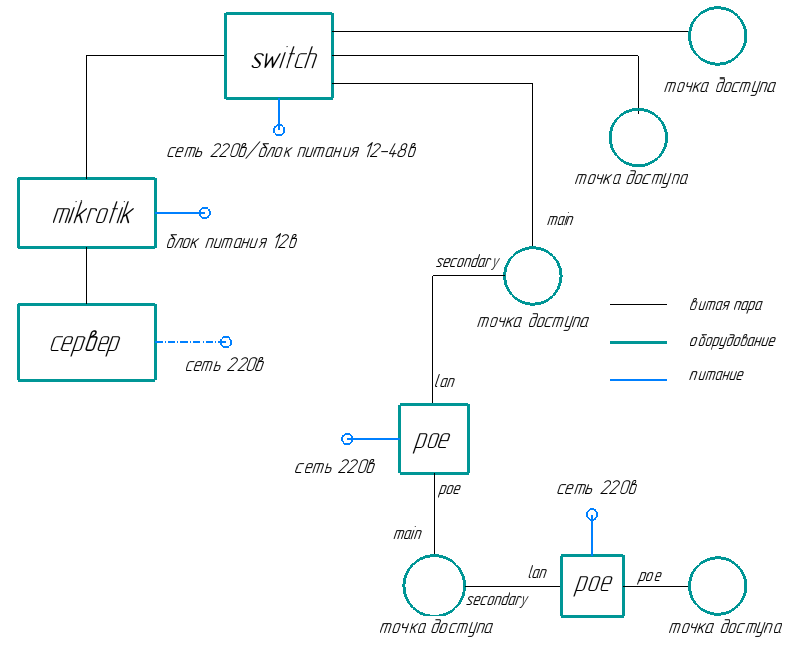 switch
точка доступа
сеть 220в/блок питания 12-48в
точка доступа
mikrotik
main
блок питания 12в
secondary
витая пара
точка доступа
сервер
оборудование
сеть 220в
питание
lan
poe
сеть 220в
poe
сеть 220в
main
lan
poe
poe
secondary
точка доступа
точка доступа